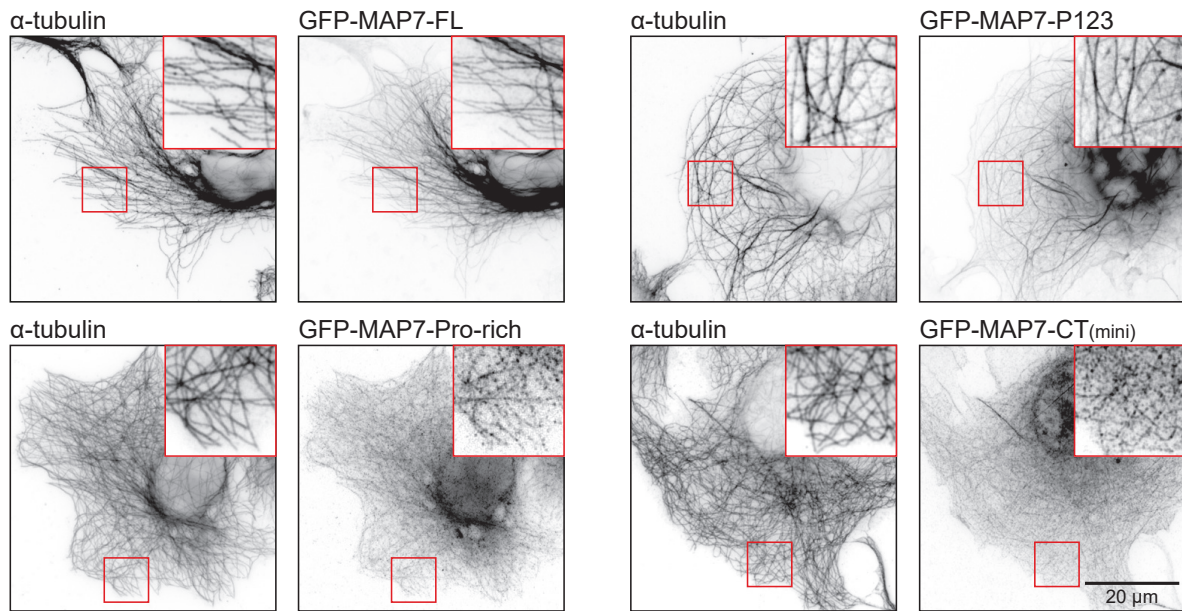 α-tubulin
GFP-MAP7-FL
α-tubulin
GFP-MAP7-P123
α-tubulin
GFP-MAP7-Pro-rich
α-tubulin
GFP-MAP7-CT(mini)
20 µm